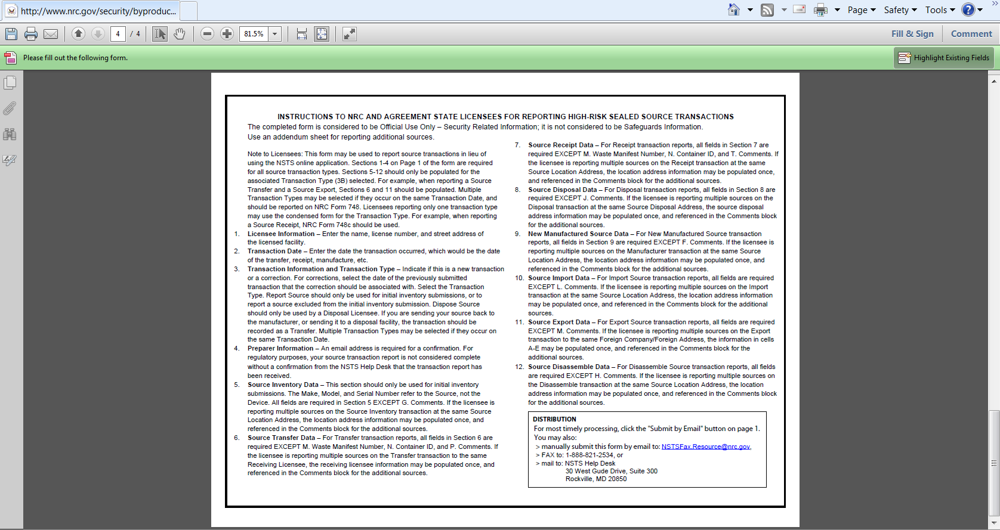 http://www.nrc.gov/security/byproduc...
Page
Safety
Tools
4 / 4
81.5%
Fill & Sign
Comment
Please fill out the following form.
Highlight Existing Fields
INSTRUCTIONS TO NRC AND AGREEMENT STATE LICENSEES FOR REPORTING HIGH-RISK SEALED SOURCE TRANSACTIONS
The completed form is considered to be Official Use Only – Security Related Information; it is not considered to be Safeguards Information.
Use an addendum sheet for reporting additional sources.
Note to Licensees: This form may be used to report source transactions in lieu of
using the NSTS online application. Sections 1-4 on Page 1 of the form are required
for all source transaction types. Sections 5-12 should only be populated for the
associated Transaction Type (3B) selected. For example, when reporting a Source
Transfer and a Source Export, Sections 6 and 11 should be populated. Multiple
Transaction Types may be selected if they occur on the same Transaction Date, and
should be reported on NRC Form 748. Licensees reporting only one transaction type
may use the condensed form for the Transaction Type. For example, when reporting
a Source Receipt, NRC Form 748c should be used.
1. Licensee Information – Enter the name, license number, and street address of
the licensed facility.
2. Transaction Date – Enter the date the transaction occurred, which would be the date
of the transfer, receipt, manufacture, etc.
3. Transaction Information and Transaction Type – Indicate if this is a new transaction
or a correction. For corrections, select the date of the previously submitted
transaction that the correction should be associated with. Select the Transaction
Type. Report Source should only be used for initial inventory submissions, or to
report a source excluded from the initial inventory submission. Dispose Source
should only be used by a Disposal Licensee. If you are sending your source back to
the manufacturer, or sending it to a disposal facility, the transaction should be
recorded as a Transfer. Multiple Transaction Types may be selected if they occur on
the same Transaction Date.
4. Preparer Information – An email address is required for a confirmation. For
regulatory purposes, your source transaction report is not considered complete
without a confirmation from the NSTS Help Desk that the transaction report has
been received.
5. Source Inventory Data – This section should only be used for initial inventory
submissions. The Make, Model, and Serial Number refer to the Source, not the
Device. All fields are required in Section 5 EXCEPT G. Comments. If the licensee is
reporting multiple sources on the Source Inventory transaction at the same Source
Location Address, the location address information may be populated once, and
referenced in the Comments block for the additional sources.
6. Source Transfer Data – For Transfer transaction reports, all fields in Section 6 are
required EXCEPT M. Waste Manifest Number, N. Container ID, and P. Comments. If
the licensee is reporting multiple sources on the Transfer transaction to the same
Receiving Licensee, the receiving licensee information may be populated once, and
referenced in the Comments block for the additional sources.
7. Source Receipt Data – For Receipt transaction reports, all fields in Section 7 are
required EXCEPT M. Waste Manifest Number, N. Container ID, and T. Comments. If
the licensee is reporting multiple sources on the Receipt transaction at the same
Source Location Address, the location address information may be populated once,
and referenced in the Comments block for the additional sources.
8. Source Disposal Data – For Disposal transaction reports, all fields in Section 8 are
required EXCEPT J. Comments. If the licensee is reporting multiple sources on the
Disposal transaction at the same Source Disposal Address, the source disposal
address information may be populated once, and referenced in the Comments block
for the additional sources.
9. New Manufactured Source Data – For New Manufactured Source transaction
reports, all fields in Section 9 are required EXCEPT F. Comments. If the licensee is
reporting multiple sources on the Manufacturer transaction at the same Source
Location Address, the location address information may be populated once, and
referenced in the Comments block for the additional sources.
10. Source Import Data – For Import Source transaction reports, all fields are required
EXCEPT L. Comments. If the licensee is reporting multiple sources on the Import
transaction at the same Source Location Address, the location address information
may be populated once, and referenced in the Comments block for the additional
sources.
11. Source Export Data – For Export Source transaction reports, all fields are required
EXCEPT M. Comments. If the licensee is reporting multiple sources on the Export
transaction to the same Foreign Company/Foreign Address, the information in cells
A-E may be populated once, and referenced in the Comments block for the
additional sources.
12. Source Disassemble Data – For Disassemble Source transaction reports, all fields
are required EXCEPT H. Comments. If the licensee is reporting multiple sources on
the Disassemble transaction at the same Source Location Address, the location
address information may be populated once, and referenced in the Comments block
for the additional sources.
DISTRIBUTION
For most timely processing, click the "Submit by Email" button on page 1.
You may also:
> manually submit this form by email to: NSTSFax.Resource@nrc.gov,
> FAX to: 1-888-821-2534, or
> mail to: NSTS Help Desk
30 West Gude Drive, Suite 300
Rockville, MD 20850